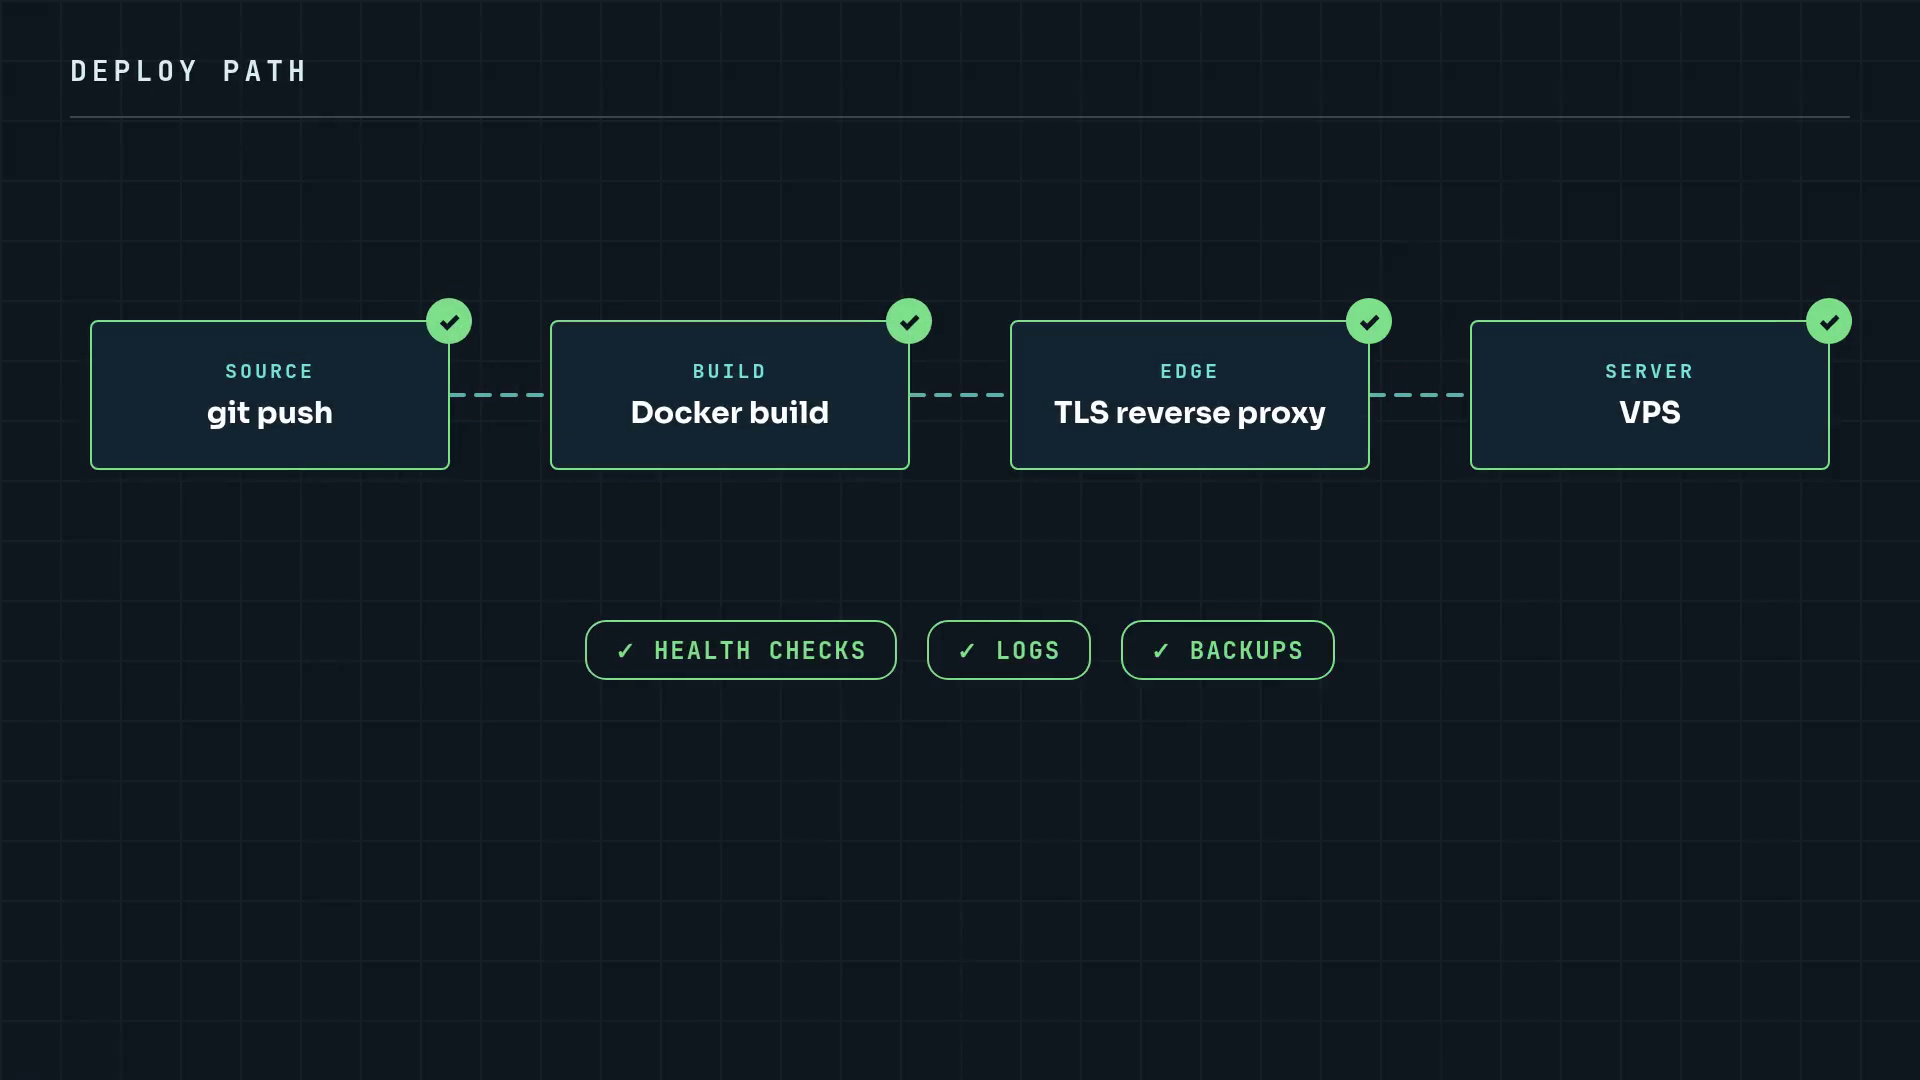 DEPLOY PATH
SOURCE
git push
BUILD
Docker build
EDGE
TLS reverse proxy
SERVER
VPS
✓ HEALTH CHECKS
✓ LOGS
✓ BACKUPS